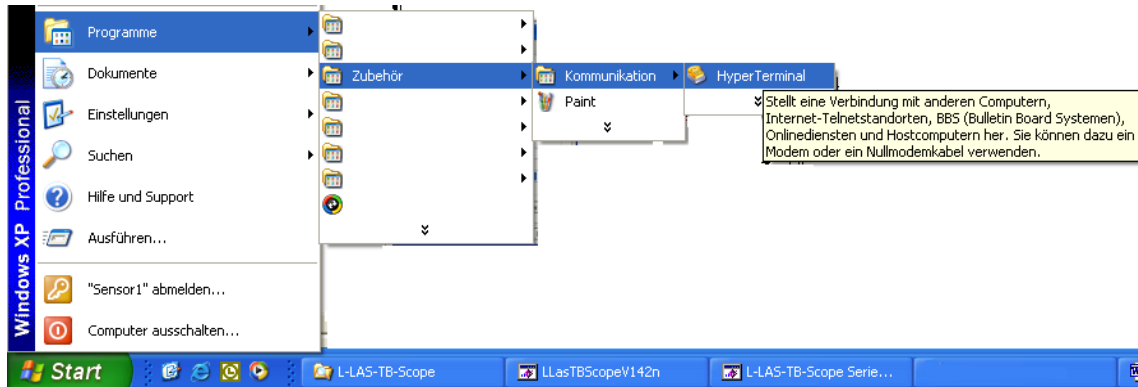 Windows XP Professional
Programme
Dokumente
Einstellungen
Suchen
Hilfe und Support
Ausführen...
"Sensor1" abmelden...
Computer ausschalten...
Zubehör
Kommunikation
Paint
HyperTerminal
Stellt eine Verbindung mit anderen Computern,
Internet-Telnetstandorten, BBS (Bulletin Board Systemen),
Onlinediensten und Hostcomputern her. Sie können dazu ein
Modem oder ein Nullmodemkabel verwenden.
Start
L-LAS-TB-Scope
LLasTBScopeV142n
L-LAS-TB-Scope Serie...